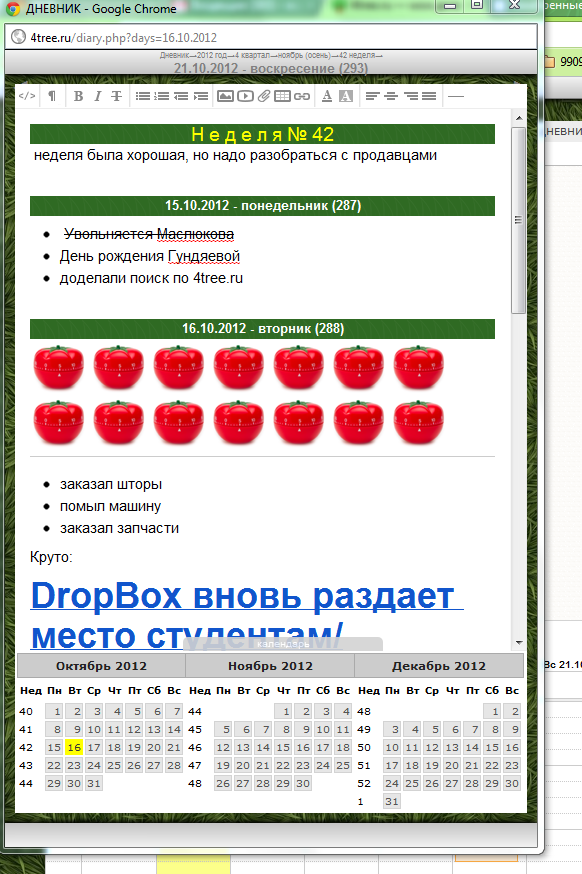 ДНЕВНИК - Google Chrome
4tree.ru/diary.php?days=16.10.2012
Дневник→2012 год→4 квартал→ноябрь (осень)→42 неделя→
21.10.2012 - воскресение (293)
Н е д е л я № 42
неделя была хорошая, но надо разобраться с продавцами
15.10.2012 - понедельник (287)
Увольняется Маслюкова
День рождения Гундяевой
доделали поиск по 4tree.ru
16.10.2012 - вторник (288)
заказал шторы
помыл машину
заказал запчасти
Круто:
DropBox вновь раздает
место студентам/
календарь
Октябрь 2012 Ноябрь 2012 Декабрь 2012
Нед Пн Вт Ср Чт Пт Сб Вс Нед Пн Вт Ср Чт Пт Сб Вс Нед Пн Вт Ср Чт Пт Сб Вс
40 1 2 3 4 5 6 7 44 1 2 3 4 48 1 2
41 8 9 10 11 12 13 14 45 5 6 7 8 9 10 11 49 3 4 5 6 7 8 9
42 15 16 17 18 19 20 21 46 12 13 14 15 16 17 18 50 10 11 12 13 14 15 16
43 22 23 24 25 26 27 28 47 19 20 21 22 23 24 25 51 17 18 19 20 21 22 23
44 29 30 31 48 26 27 28 29 30 52 24 25 26 27 28 29 30
1 31
9909
ДНЕВНИ
Вс 21.10